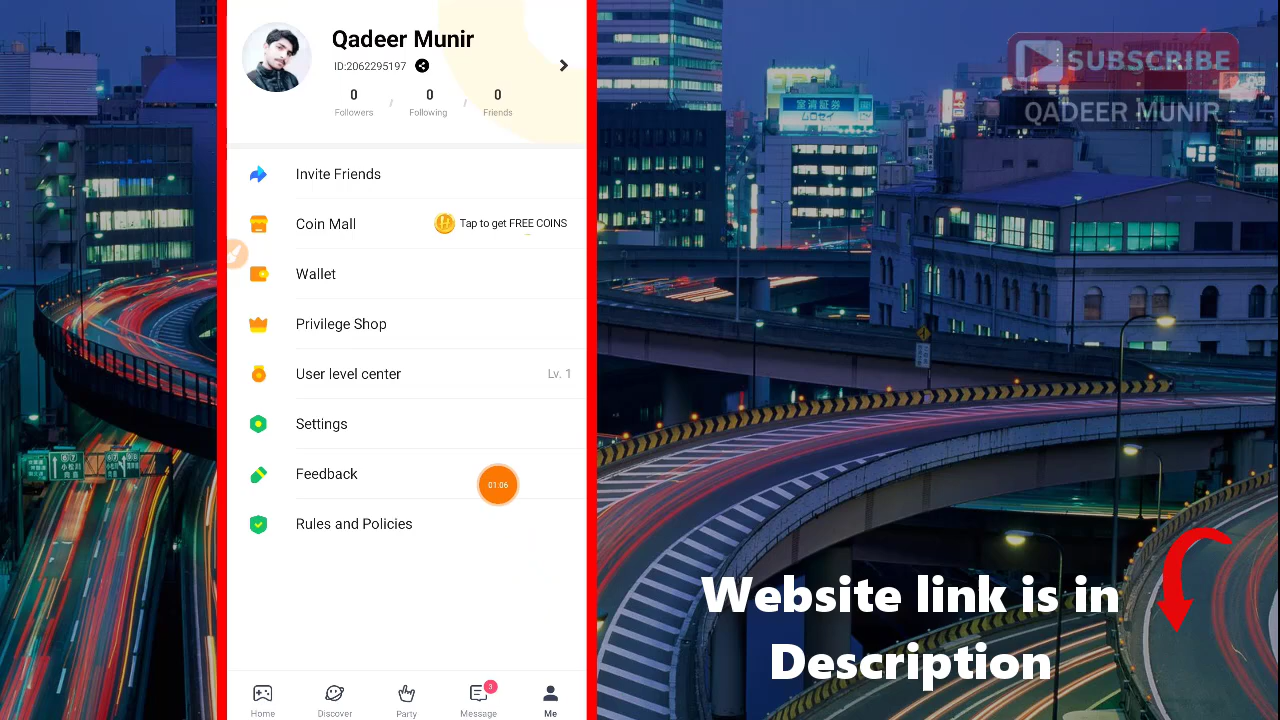 Qadeer Munir
ID:2062295197
0 / 0 / 0
Followers Following Friends
Invite Friends
Coin Mall
Tap to get FREE COINS
Wallet
Privilege Shop
User level center
Lv. 1
Settings
Feedback
01:06
Rules and Policies
Home
Discover
Party
3
Message
Me
SUBSCRIBE
QADEER MUNIR
Website link is in
Description